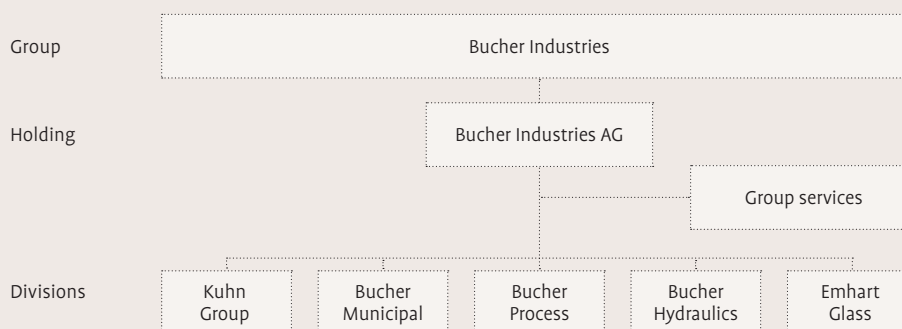 Group
Bucher Industries
Holding
Bucher Industries AG
Group services
Divisions
Kuhn
Group
Bucher
Municipal
Bucher
Process
Bucher
Hydraulics
Emhart
Glass